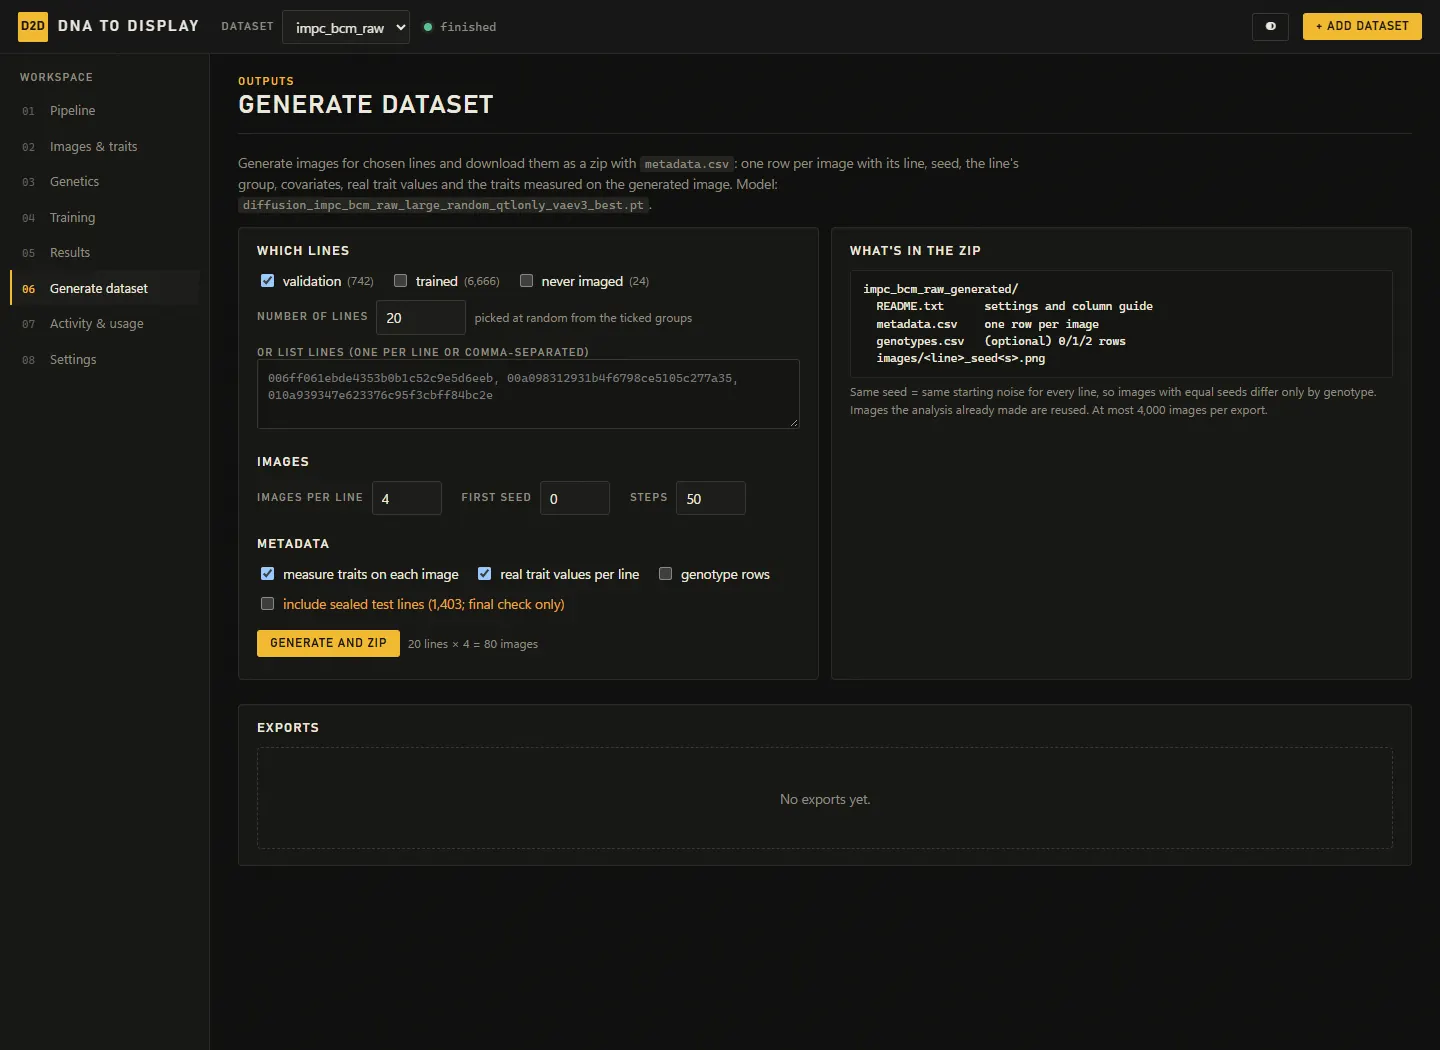 D2D DNA TO DISPLAY DATASET impc_bcm_raw finished + ADD DATASET
WORKSPACE
01 Pipeline
02 Images & traits
03 Genetics
04 Training
05 Results
06 Generate dataset
07 Activity & usage
08 Settings
OUTPUTS
GENERATE DATASET
Generate images for chosen lines and download them as a zip with metadata.csv: one row per image with its line, seed, the line's
group, covariates, real trait values and the traits measured on the generated image. Model:
diffusion_impc_bcm_raw_large_random_qtlonly_vaev3_best.pt.
WHICH LINES
validation (742) trained (6,666) never imaged (24)
NUMBER OF LINES 20 picked at random from the ticked groups
OR LIST LINES (ONE PER LINE OR COMMA-SEPARATED)
006ff061ebde4353b0b1c52c9e5d6eeb, 00a098312931b4f6798ce5105c277a35,
010a939347e623376c95f3cbff84bc2e
IMAGES
IMAGES PER LINE 4 FIRST SEED 0 STEPS 50
METADATA
measure traits on each image real trait values per line genotype rows
include sealed test lines (1,403; final check only)
GENERATE AND ZIP 20 lines × 4 = 80 images
WHAT'S IN THE ZIP
impc_bcm_raw_generated/
README.txt settings and column guide
metadata.csv one row per image
genotypes.csv (optional) 0/1/2 rows
images/<line>_seed<s>.png
Same seed = same starting noise for every line, so images with equal seeds differ only by genotype.
Images the analysis already made are reused. At most 4,000 images per export.
EXPORTS
No exports yet.